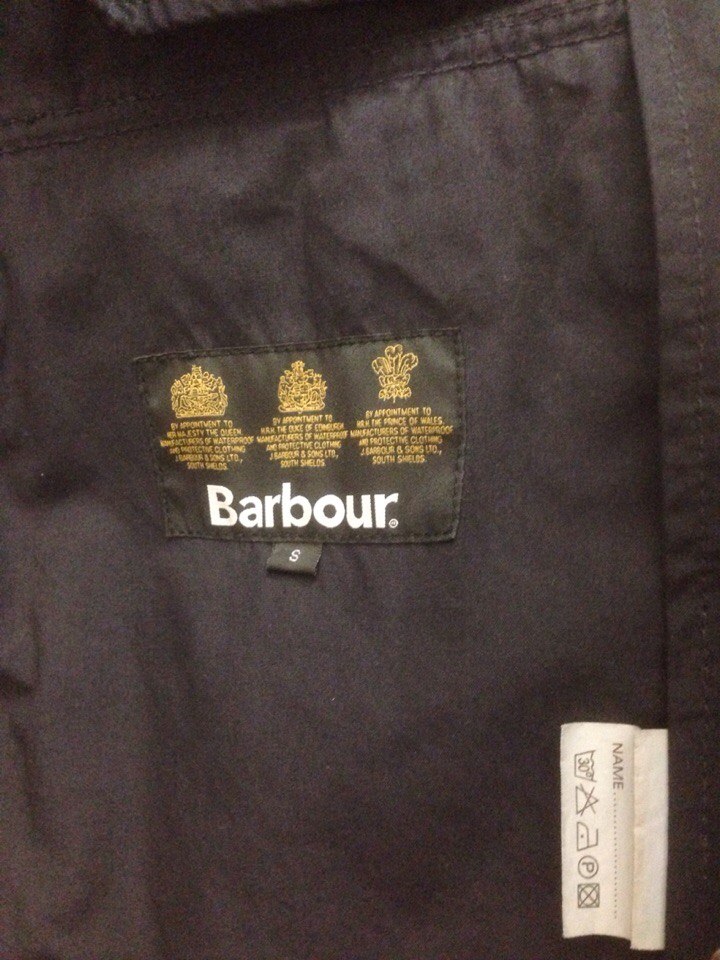 BY APPOINTMENT TO
HER MAJESTY THE QUEEN
MANUFACTURERS OF WATERPROOF
AND PROTECTIVE CLOTHING
J.BARBOUR & SONS LTD.,
SOUTH SHIELDS.
BY APPOINTMENT TO
H.R.H. THE DUKE OF EDINBURGH
MANUFACTURERS OF WATERPROOF
AND PROTECTIVE CLOTHING
J.BARBOUR & SONS LTD.,
SOUTH SHIELDS.
BY APPOINTMENT TO
H.R.H. THE PRINCE OF WALES
MANUFACTURERS OF WATERPROOF
AND PROTECTIVE CLOTHING
J.BARBOUR & SONS LTD.,
SOUTH SHIELDS.
Barbour®
S
NAME
30°
P